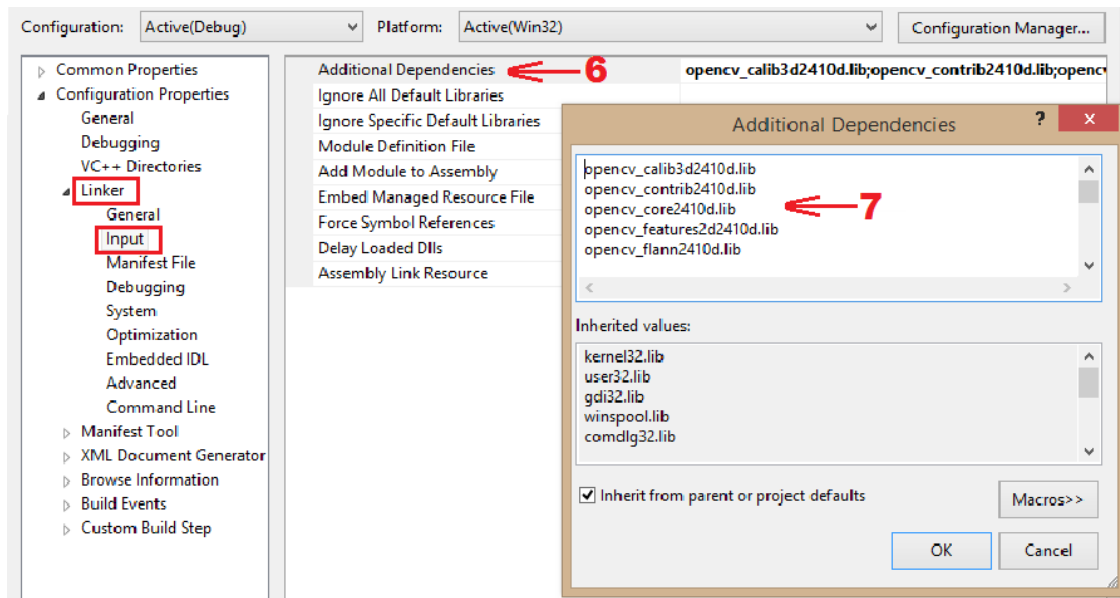 Configuration: Active(Debug) Platform: Active(Win32) Configuration Manager...
Common Properties
Configuration Properties
General
Debugging
VC++ Directories
Linker
General
Input
Manifest File
Debugging
System
Optimization
Embedded IDL
Advanced
Command Line
Manifest Tool
XML Document Generator
Browse Information
Build Events
Custom Build Step
Additional Dependencies 6 opencv_calib3d2410d.lib;opencv_contrib2410d.lib;opencv
Ignore All Default Libraries
Ignore Specific Default Libraries
Module Definition File
Add Module to Assembly
Embed Managed Resource File
Force Symbol References
Delay Loaded Dlls
Assembly Link Resource
Additional Dependencies ? x
opencv_calib3d2410d.lib
opencv_contrib2410d.lib
opencv_core2410d.lib 7
opencv_features2d2410d.lib
opencv_flann2410d.lib
Inherited values:
kernel32.lib
user32.lib
gdi32.lib
winspool.lib
comdlg32.lib
Inherit from parent or project defaults
Macros>>
OK Cancel